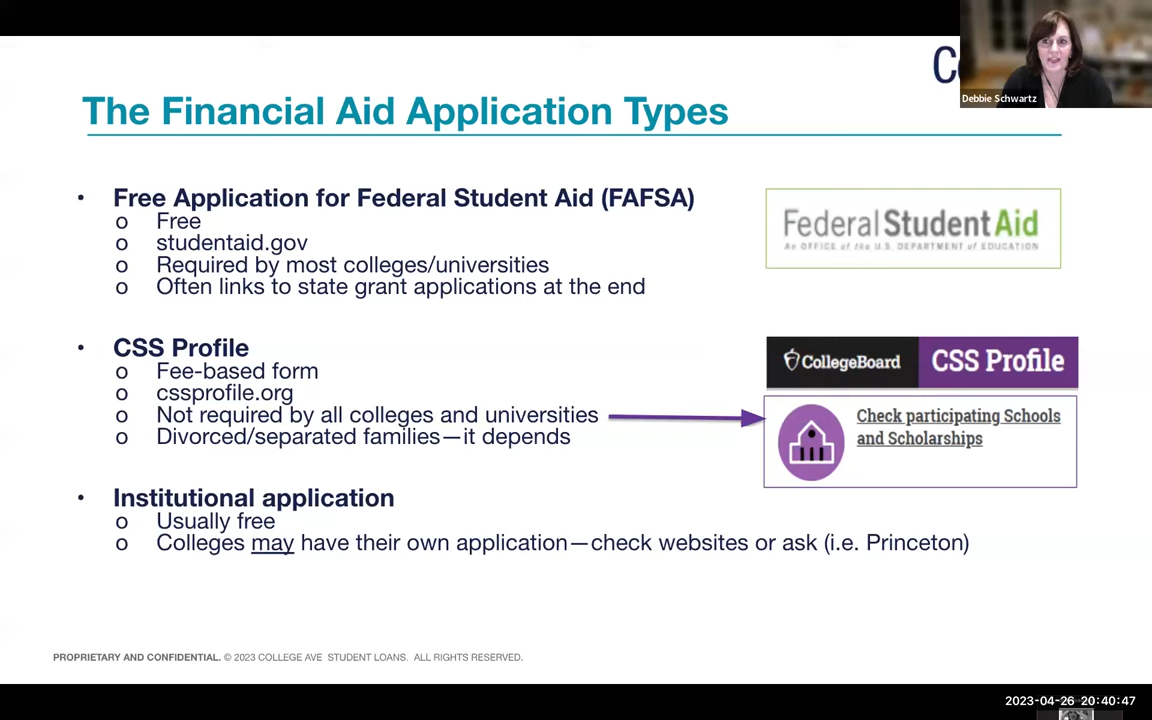 Co
Debbie Schwartz
The Financial Aid Application Types
• Free Application for Federal Student Aid (FAFSA)
o Free
o studentaid.gov
o Required by most colleges/universities
o Often links to state grant applications at the end
Federal Student Aid
An OFFICE of the U.S. DEPARTMENT of EDUCATION
• CSS Profile
o Fee-based form
o cssprofile.org
o Not required by all colleges and universities
o Divorced/separated families—it depends
CollegeBoard CSS Profile
Check participating Schools
and Scholarships
• Institutional application
o Usually free
o Colleges may have their own application—check websites or ask (i.e. Princeton)
PROPRIETARY AND CONFIDENTIAL. © 2023 COLLEGE AVE STUDENT LOANS. ALL RIGHTS RESERVED.
2023-04-26 20:40:47